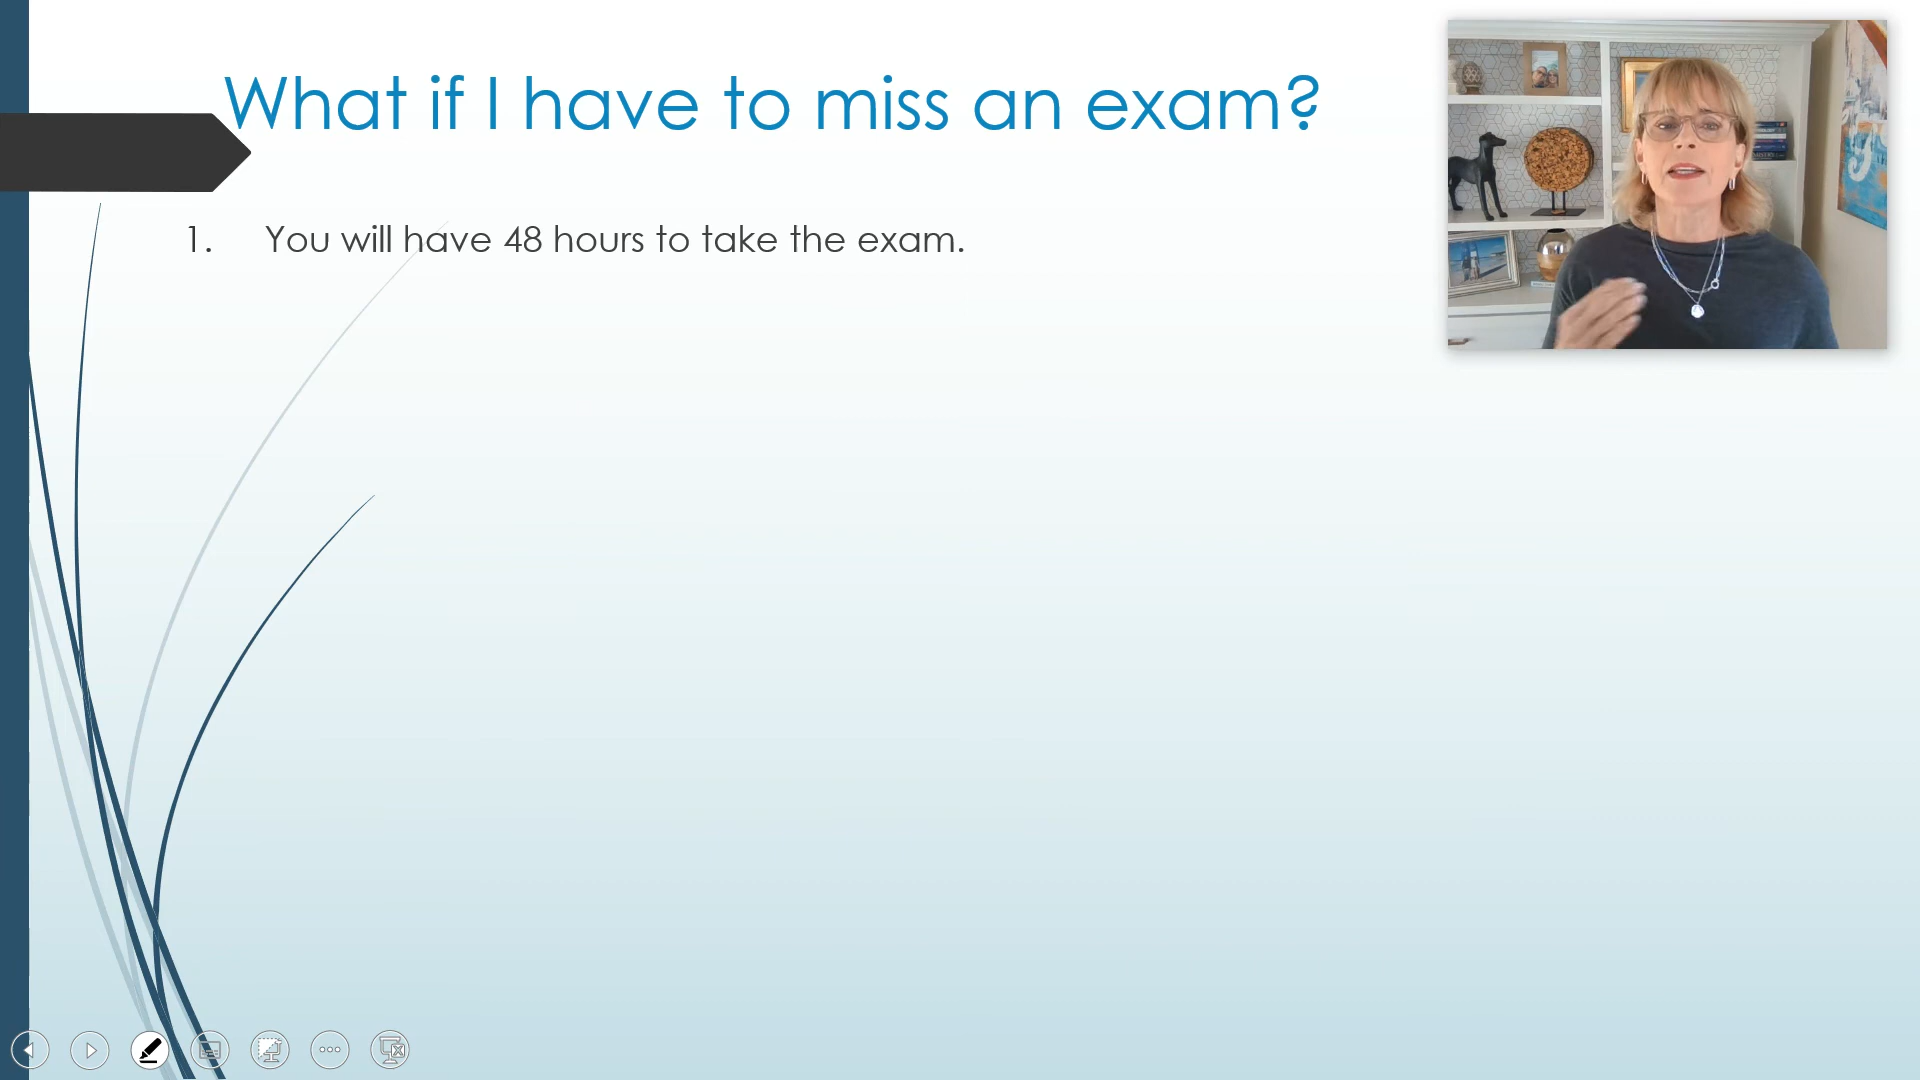 What if I have to miss an exam?
1. You will have 48 hours to take the exam.